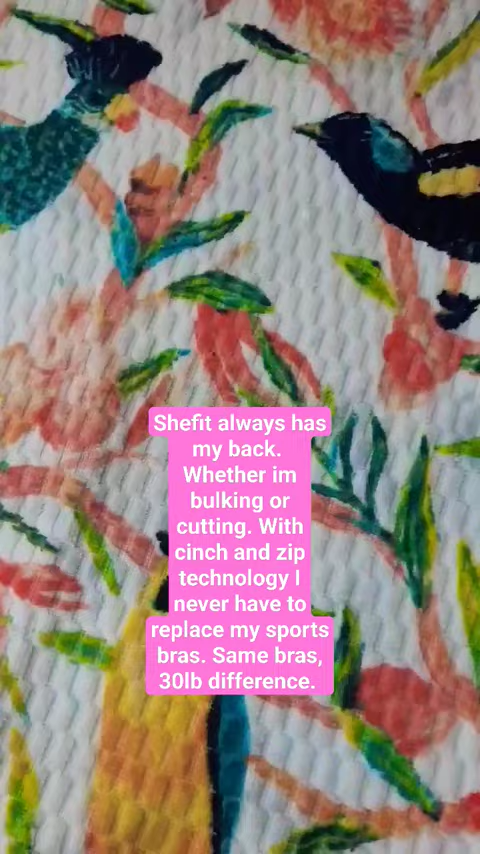 Shefit always has
my back.
Whether im
bulking or
cutting. With
cinch and zip
technology I
never have to
replace my sports
bras. Same bras,
30lb difference.